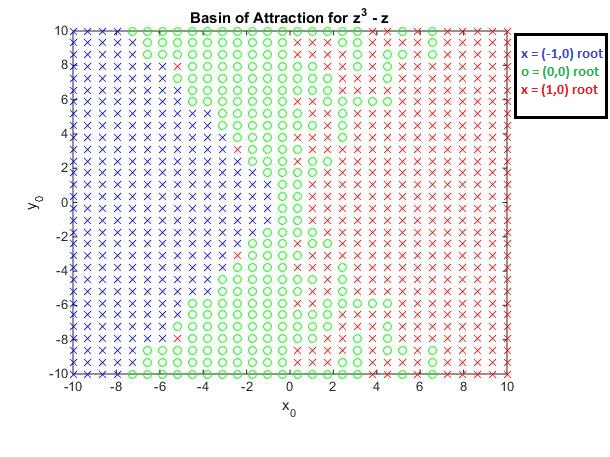 Basin of Attraction for z³ - z
x = (-1,0) root
o = (0,0) root
x = (1,0) root
10
8
6
4
2
0
-2
-4
-6
-8
-10
y₀
-10 -8 -6 -4 -2 0 2 4 6 8 10
x₀